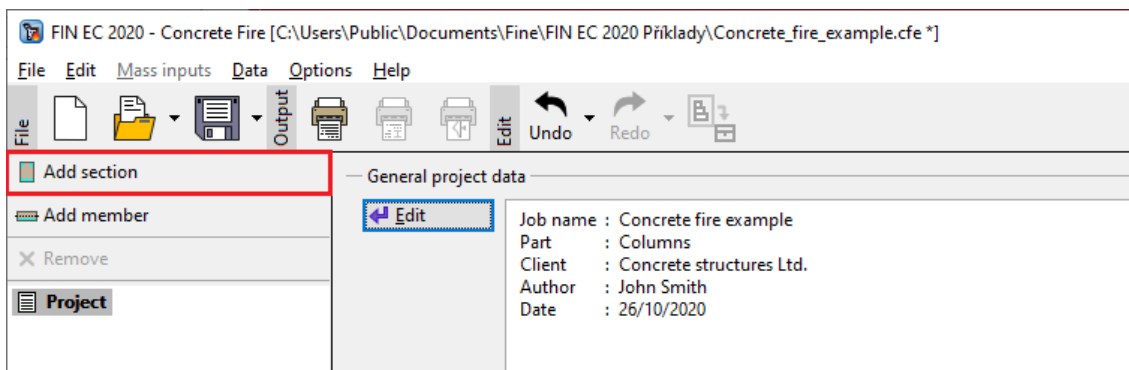 FIN EC 2020 - Concrete Fire [C:\Users\Public\Documents\Fine\FIN EC 2020 Příklady\Concrete_fire_example.cfe *]
File Edit Mass inputs Data Options Help
File Output Edit Undo Redo
Add section
General project data
Add member
Edit
Job name : Concrete fire example
Part : Columns
Remove
Client : Concrete structures Ltd.
Author : John Smith
Project
Date : 26/10/2020